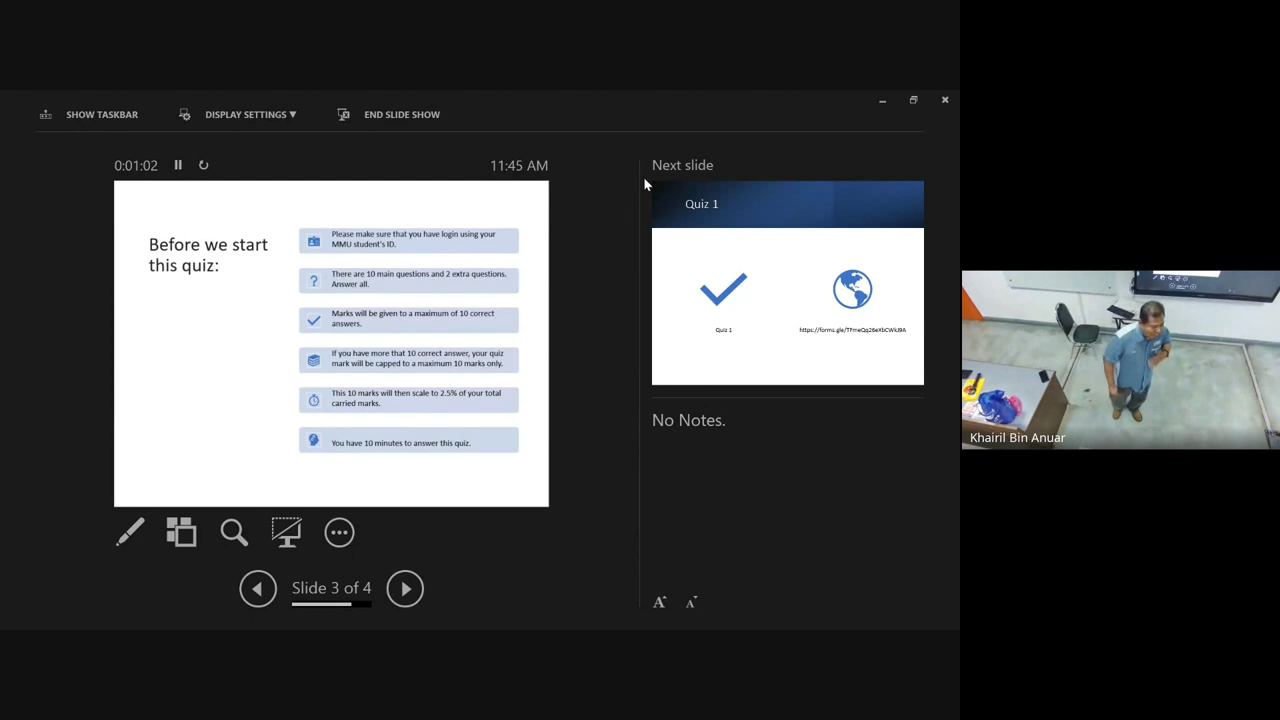 SHOW TASKBAR
DISPLAY SETTINGS ▼
END SLIDE SHOW
0:01:02
11:45 AM
Before we start
this quiz:
Please make sure that you have login using your
MMU student's ID.
There are 10 main questions and 2 extra questions.
Answer all.
Marks will be given to a maximum of 10 correct
answers.
If you have more that 10 correct answer, your quiz
mark will be capped to a maximum 10 marks only.
This 10 marks will then scale to 2.5% of your total
carried marks.
You have 10 minutes to answer this quiz.
Slide 3 of 4
Next slide
Quiz 1
Quiz 1
No Notes.
A
A
Khairil Bin Anuar